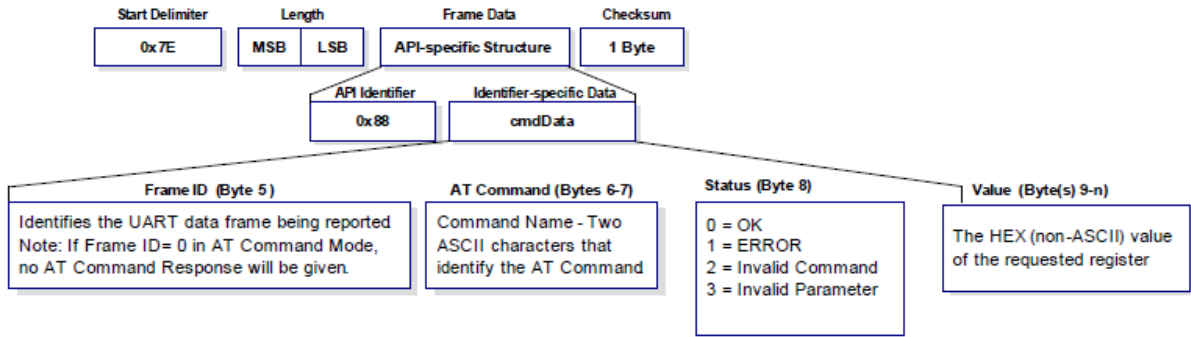 Start Delimiter Length Frame Data Checksum
0x7E MSB LSB API-specific Structure 1 Byte
API Identifier Identifier-specific Data
0x88 cmdData
Frame ID (Byte 5 )
Identifies the UART data frame being reported
Note: If Frame ID= 0 in AT Command Mode,
no AT Command Response will be given.
AT Command (Bytes 6-7)
Command Name - Two
ASCII characters that
identify the AT Command
Status (Byte 8)
0 = OK
1 = ERROR
2 = Invalid Command
3 = Invalid Parameter
Value (Byte(s) 9-n)
The HEX (non-ASCII) value
of the requested register